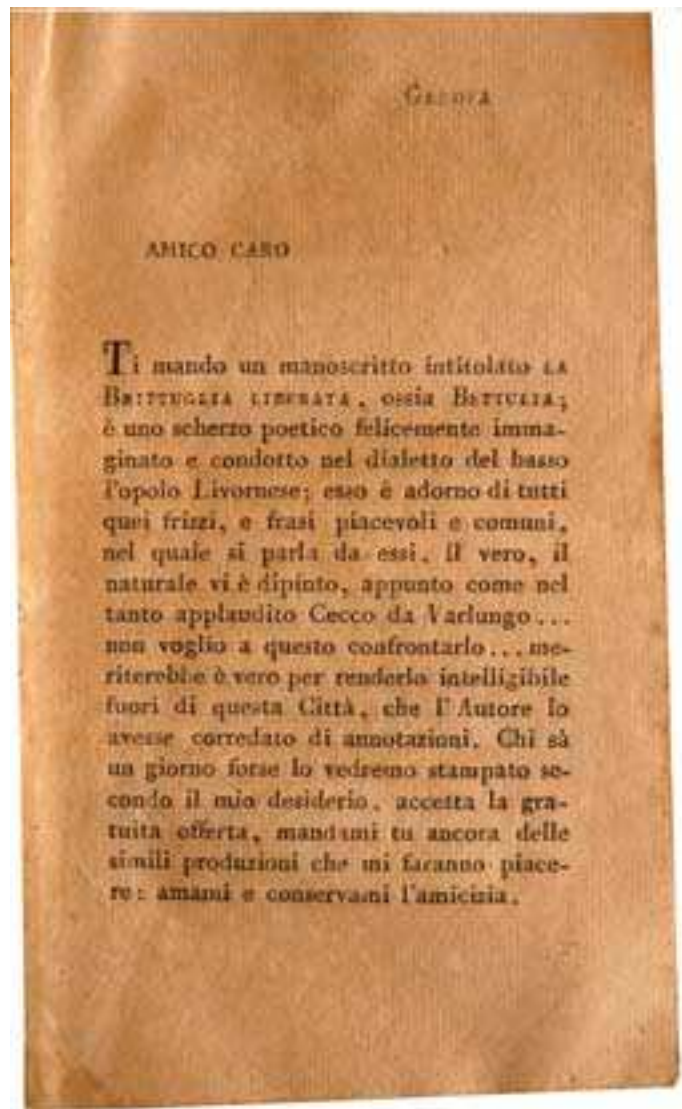 GENOVA
AMICO CARO
Ti mando un manoscritto intitolato LA
BRITTUGLIA LIBERATA, ossia BETTULIA;
è uno scherzo poetico felicemente imma-
ginato e condotto nel dialetto del basso
Popolo Livornese; esso è adorno di tutti
quei frizzi, e frasi piacevoli e comuni,
nel quale si parla da essi. Il vero, il
naturale vi è dipinto, appunto come nel
tanto applaudito Cecco da Varlungo...
non voglio a questo confrontarlo... me-
riterebbe è vero per renderlo intelligibile
fuori di questa Città, che l'Autore lo
avesse corredato di annotazioni. Chi sà
un giorno forse lo vedremo stampato se-
condo il mio desiderio. accetta la gra-
tuita offerta, mandami tu ancora delle
simili produzioni che mi faranno piace-
re: amami e conservami l'amicizia.